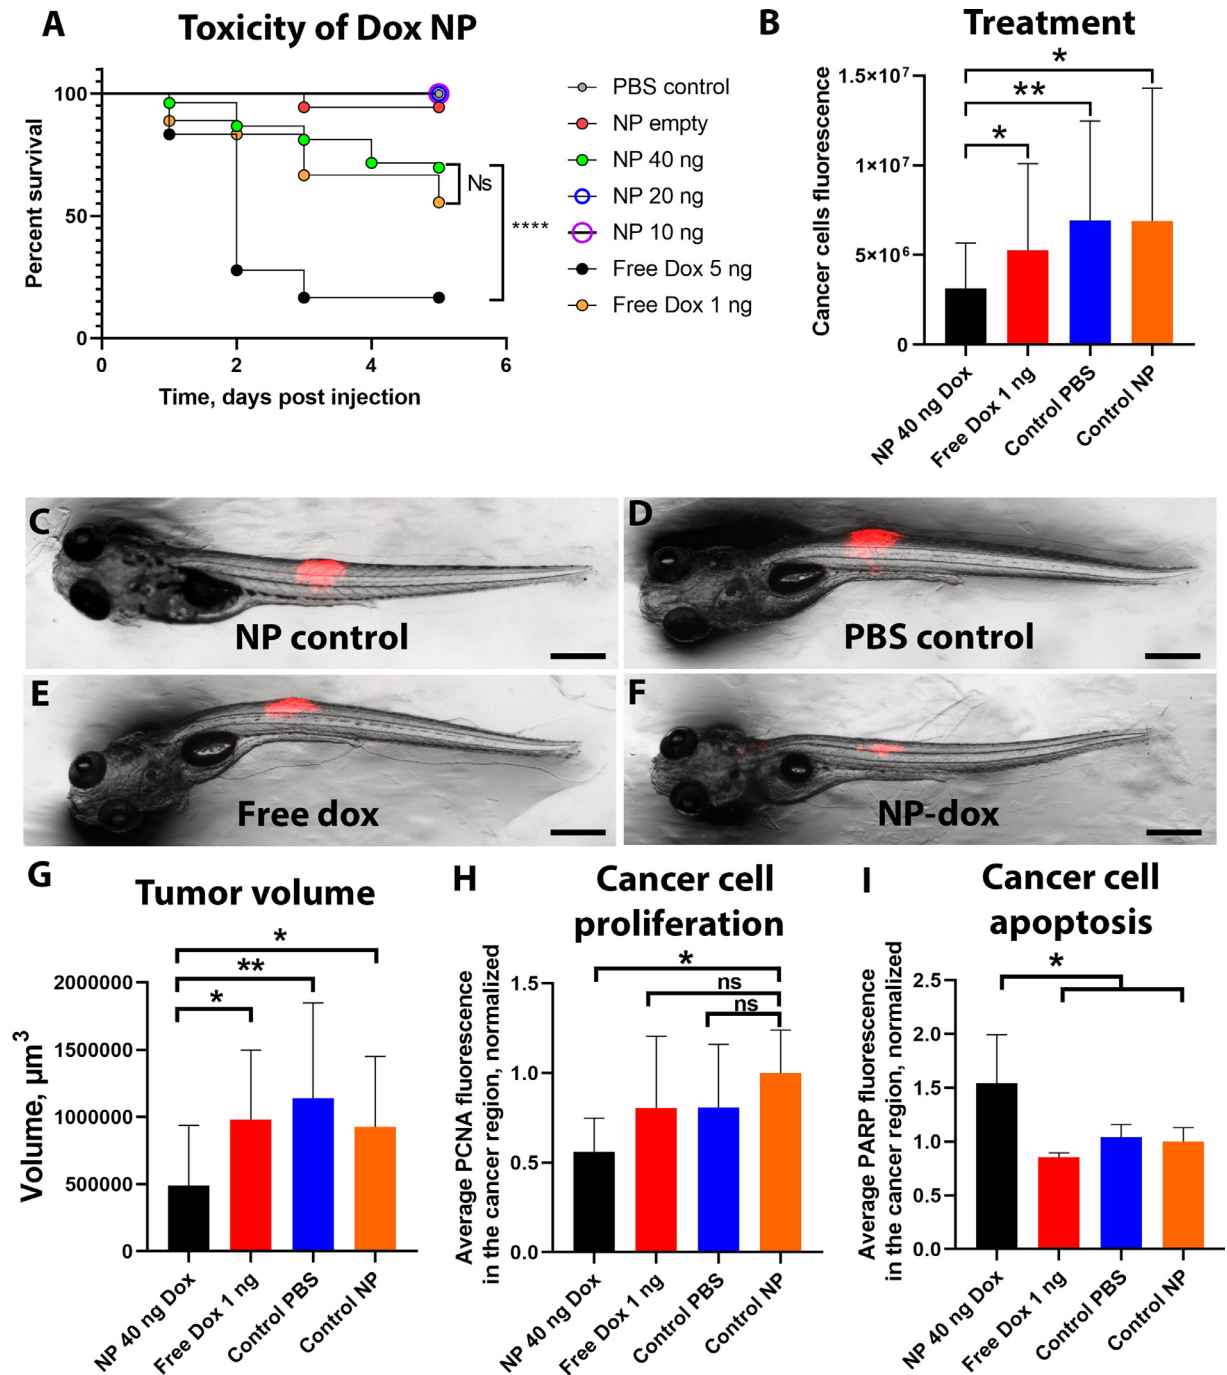 A
Toxicity of Dox NP
Percent survival
100
50
0
0
2
4
6
Time, days post injection
Ns
****
PBS control
NP empty
NP 40 ng
NP 20 ng
NP 10 ng
Free Dox 5 ng
Free Dox 1 ng
B
Treatment
Cancer cells fluorescence
1.5×10⁷
1×10⁷
5×10⁶
0
*
**
*
NP 40 ng Dox
Free Dox 1 ng
Control PBS
Control NP
C
NP control
D
PBS control
E
Free dox
F
NP-dox
G
Tumor volume
Volume, µm³
2000000
1500000
1000000
500000
0
*
**
*
NP 40 ng Dox
Free Dox 1 ng
Control PBS
Control NP
H
Cancer cell
proliferation
Average PCNA fluorescence
in the cancer region, normalized
1.5
1.0
0.5
0.0
*
ns
ns
NP 40 ng Dox
Free Dox 1 ng
Control PBS
Control NP
I
Cancer cell
apoptosis
Average PARP fluorescence
in the cancer region, normalized
2.5
2.0
1.5
1.0
0.5
0.0
*
NP 40 ng Dox
Free Dox 1 ng
Control PBS
Control NP